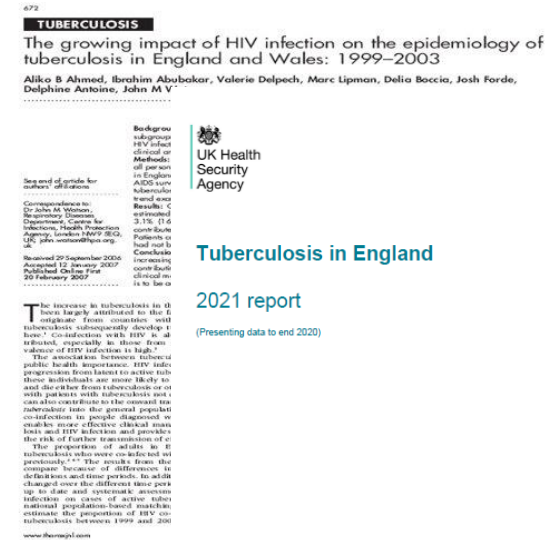 672
TUBERCULOSIS
The growing impact of HIV infection on the epidemiology of
tuberculosis in England and Wales: 1999–2003
Aliko B Ahmed, Ibrahim Abubakar, Valerie Delpech, Marc Lipman, Delia Boccia, Josh Forde,
Delphine Antoine, John M
See end of article for
authors' affiliations
Correspondence to:
Dr John M Watson,
Respiratory Diseases
Department, Centre for
Infections, Health Protection
Agency, London NW9 5EQ,
UK; john.watson@hpa.org.
uk
Received 29 September 2006
Accepted 12 January 2007
Published Online First
20 February 2007
Backgrou
subgroup
HIV infect
clinical ar
Methods:
all person
in Englan
AIDS surv
tuberculo
trend exa
Results: C
estimated
3.1% (16
contribute
Patients c
had not b
Conclusio
increasing
contributi
clinical m
is to be a
The increase in tuberculosis in th
been largely attributed to the f
originate from countries with
tuberculosis subsequently develop t
here. Co-infection with HIV is al
tributed, especially in those from
valence of HIV infection is high.
The association between tubercu
public health importance. HIV infec
progression from latent to active tub
these individuals are more likely to
and die either from tuberculosis or ot
with patients with tuberculosis not
can also contribute to the onward tra
tuberculosis into the general populati
co-infection in people diagnosed w
enables more effective clinical man
losis and HIV infection and provides
the risk of further transmission of e
The proportion of adults in E
tuberculosis who were co-infected wi
previously. The results from the
compare because of differences in
definitions and time periods. In addit
changed over the different time peri
up to date and systematic assessm
infection on cases of active tuber
national population-based matchin
estimate the proportion of HIV co-
tuberculosis between 1999 and 200
www.thoraxjnl.com
UK Health
Security
Agency
Tuberculosis in England
2021 report
(Presenting data to end 2020)